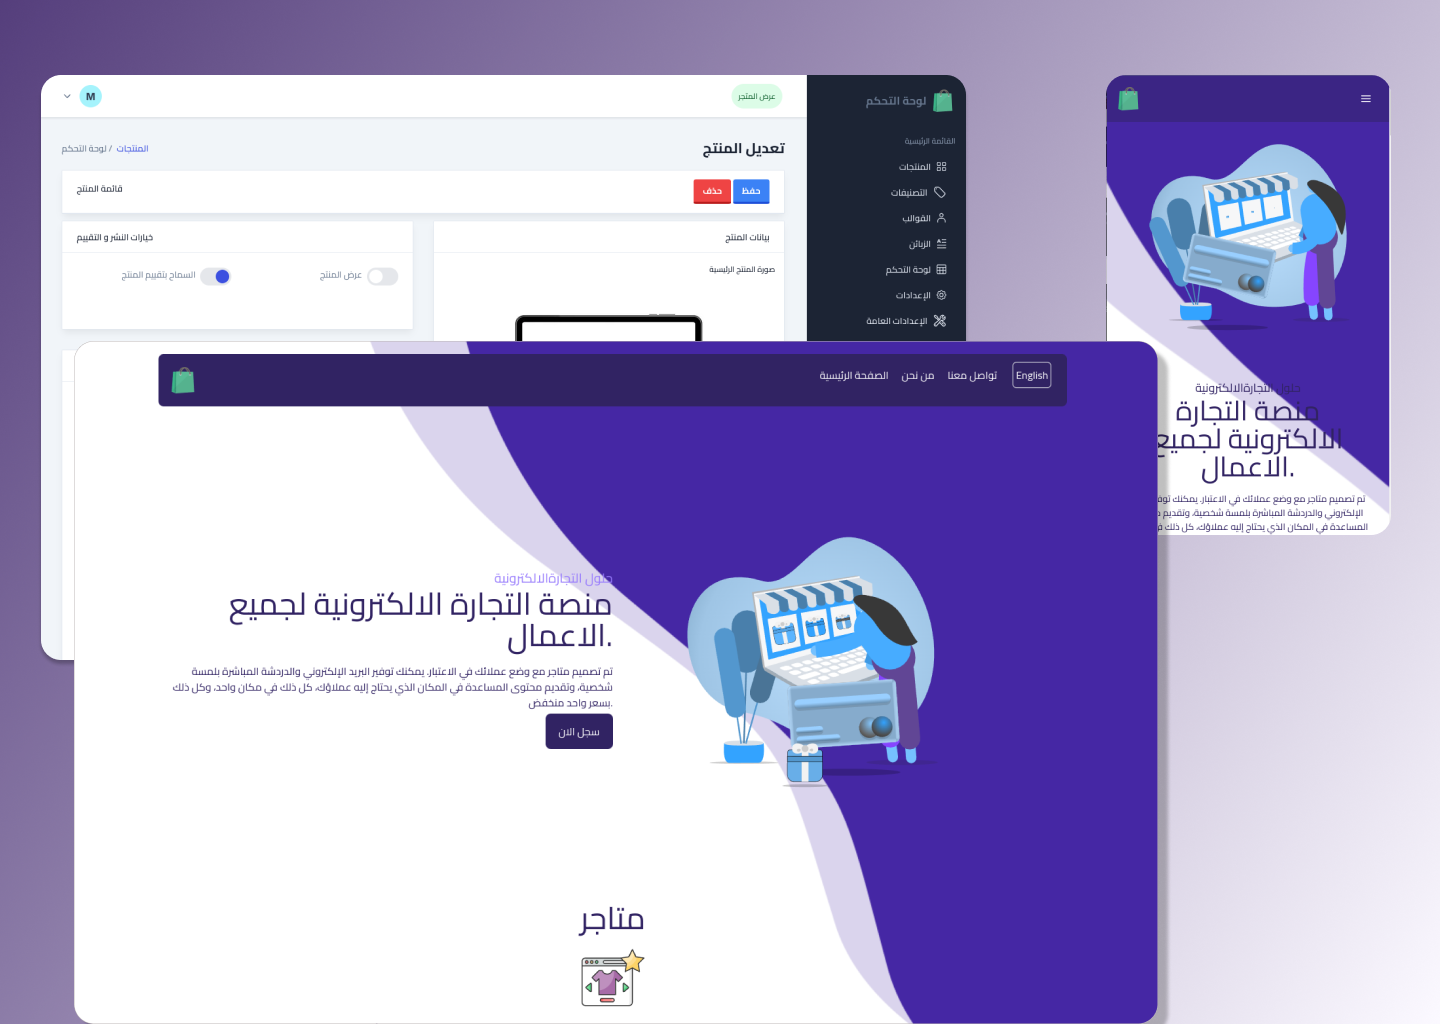 M
عرض المتجر
لوحة التحكم
القائمة الرئيسية
المنتجات
التصنيفات
القوالب
الزبائن
لوحة التحكم
الإعدادات
الإعدادات العامة
تعديل المنتج
المنتجات / لوحة التحكم
حفظ
حذف
قائمة المنتج
بيانات المنتج
صورة المنتج الرئيسية
خيارات النشر و التقييم
عرض المنتج
السماح بتقييم المنتج
English
تواصل معنا
من نحن
الصفحة الرئيسية
حلول التجارةالالكترونية
منصة التجارة الالكترونية لجميع
.الاعمال
تم تصميم متاجر مع وضع عملائك في الاعتبار. يمكنك توفير البريد الإلكتروني والدردشة المباشرة بلمسة
شخصية، وتقديم محتوى المساعدة في المكان الذي يحتاج إليه عملاؤك، كل ذلك في مكان واحد، وكل ذلك
.بسعر واحد منخفض
سجل الان
متاجر
حلول التجارةالالكترونية
منصة التجارة
الالكترونية لجميع
.الاعمال
تم تصميم متاجر مع وضع عملائك في الاعتبار. يمكنك
الإلكتروني والدردشة المباشرة بلمسة شخصية، وتقديم
المساعدة في المكان الذي يحتاج إليه عملاؤك، كل ذلك